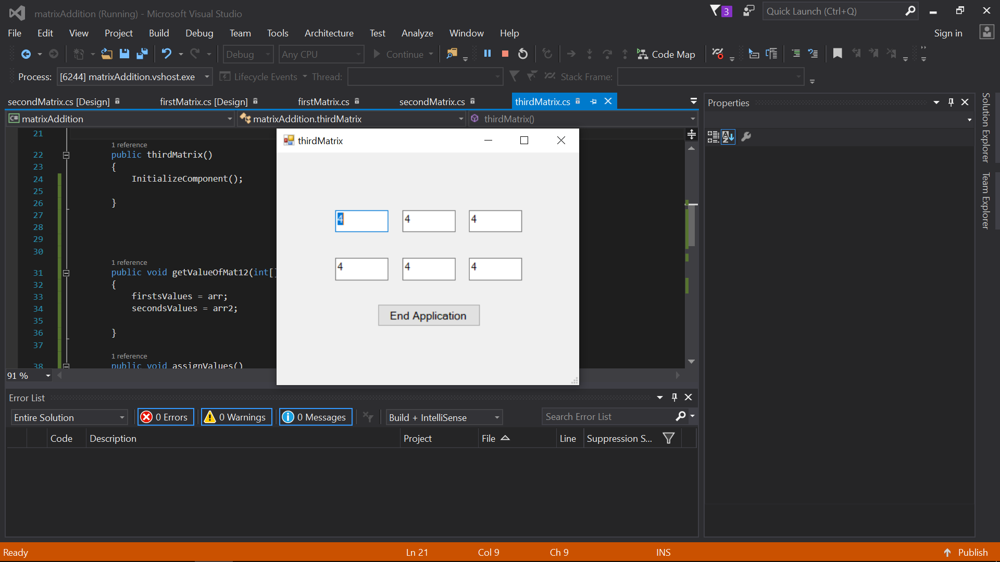 matrixAddition (Running) - Microsoft Visual Studio
3
Quick Launch (Ctrl+Q)
File Edit View Project Build Debug Team Tools Architecture Test Analyze Window Help
Sign in
Debug Any CPU Continue Code Map
Process: [6244] matrixAddition.vshost.exe Lifecycle Events Thread: Stack Frame:
secondMatrix.cs [Design] firstMatrix.cs [Design] firstMatrix.cs secondMatrix.cs thirdMatrix.cs
Properties
Solution Explorer
Team Explorer
C# matrixAddition matrixAddition.thirdMatrix thirdMatrix()
21
1 reference
22 public thirdMatrix()
23 {
24 InitializeComponent();
25
26 }
27
28
29
30
1 reference
31 public void getValueOfMat12(int[]
32 {
33 firstsValues = arr;
34 secondsValues = arr2;
35
36 }
37
1 reference
38 public void assignValues()
thirdMatrix
4 4 4
4 4 4
End Application
91 %
Error List
Entire Solution 0 Errors 0 Warnings 0 Messages Build + IntelliSense Search Error List
Code Description Project File Line Suppression S...
Ready Ln 21 Col 9 Ch 9 INS Publish